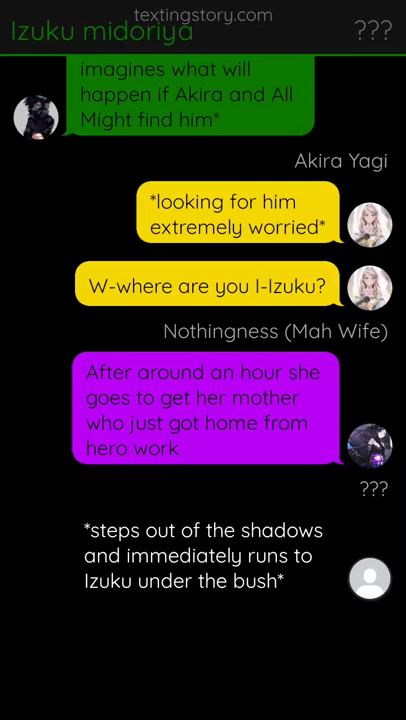 textingstory.com
Izuku midoriya
???
imagines what will
happen if Akira and All
Might find him*
Akira Yagi
*looking for him
extremely worried*
W-where are you I-Izuku?
Nothingness (Mah Wife)
After around an hour she
goes to get her mother
who just got home from
hero work
???
*steps out of the shadows
and immediately runs to
Izuku under the bush*